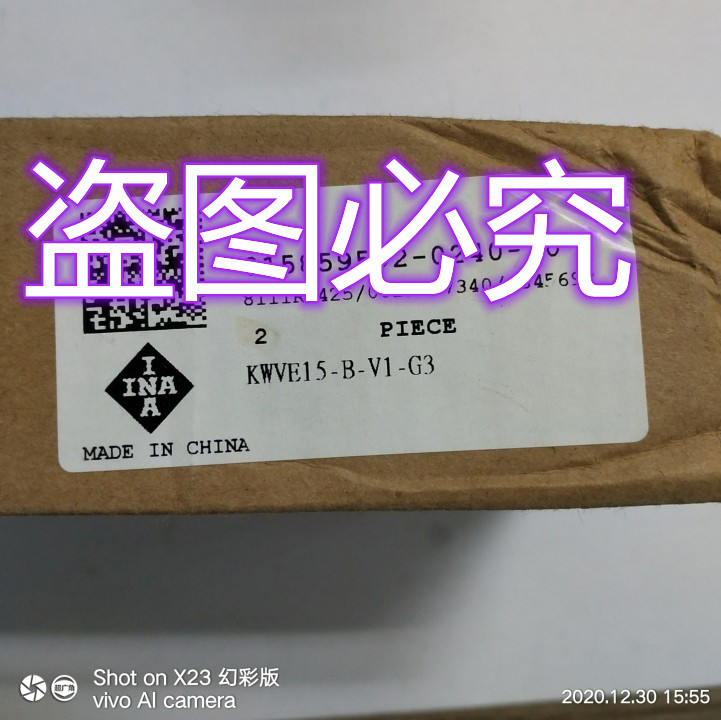 盗图必究
2 PIECE
KWVE15-B-V1-G3
INA
INA
MADE IN CHINA
Shot on X23 幻彩版
vivo AI camera
2020.12.30 15:55